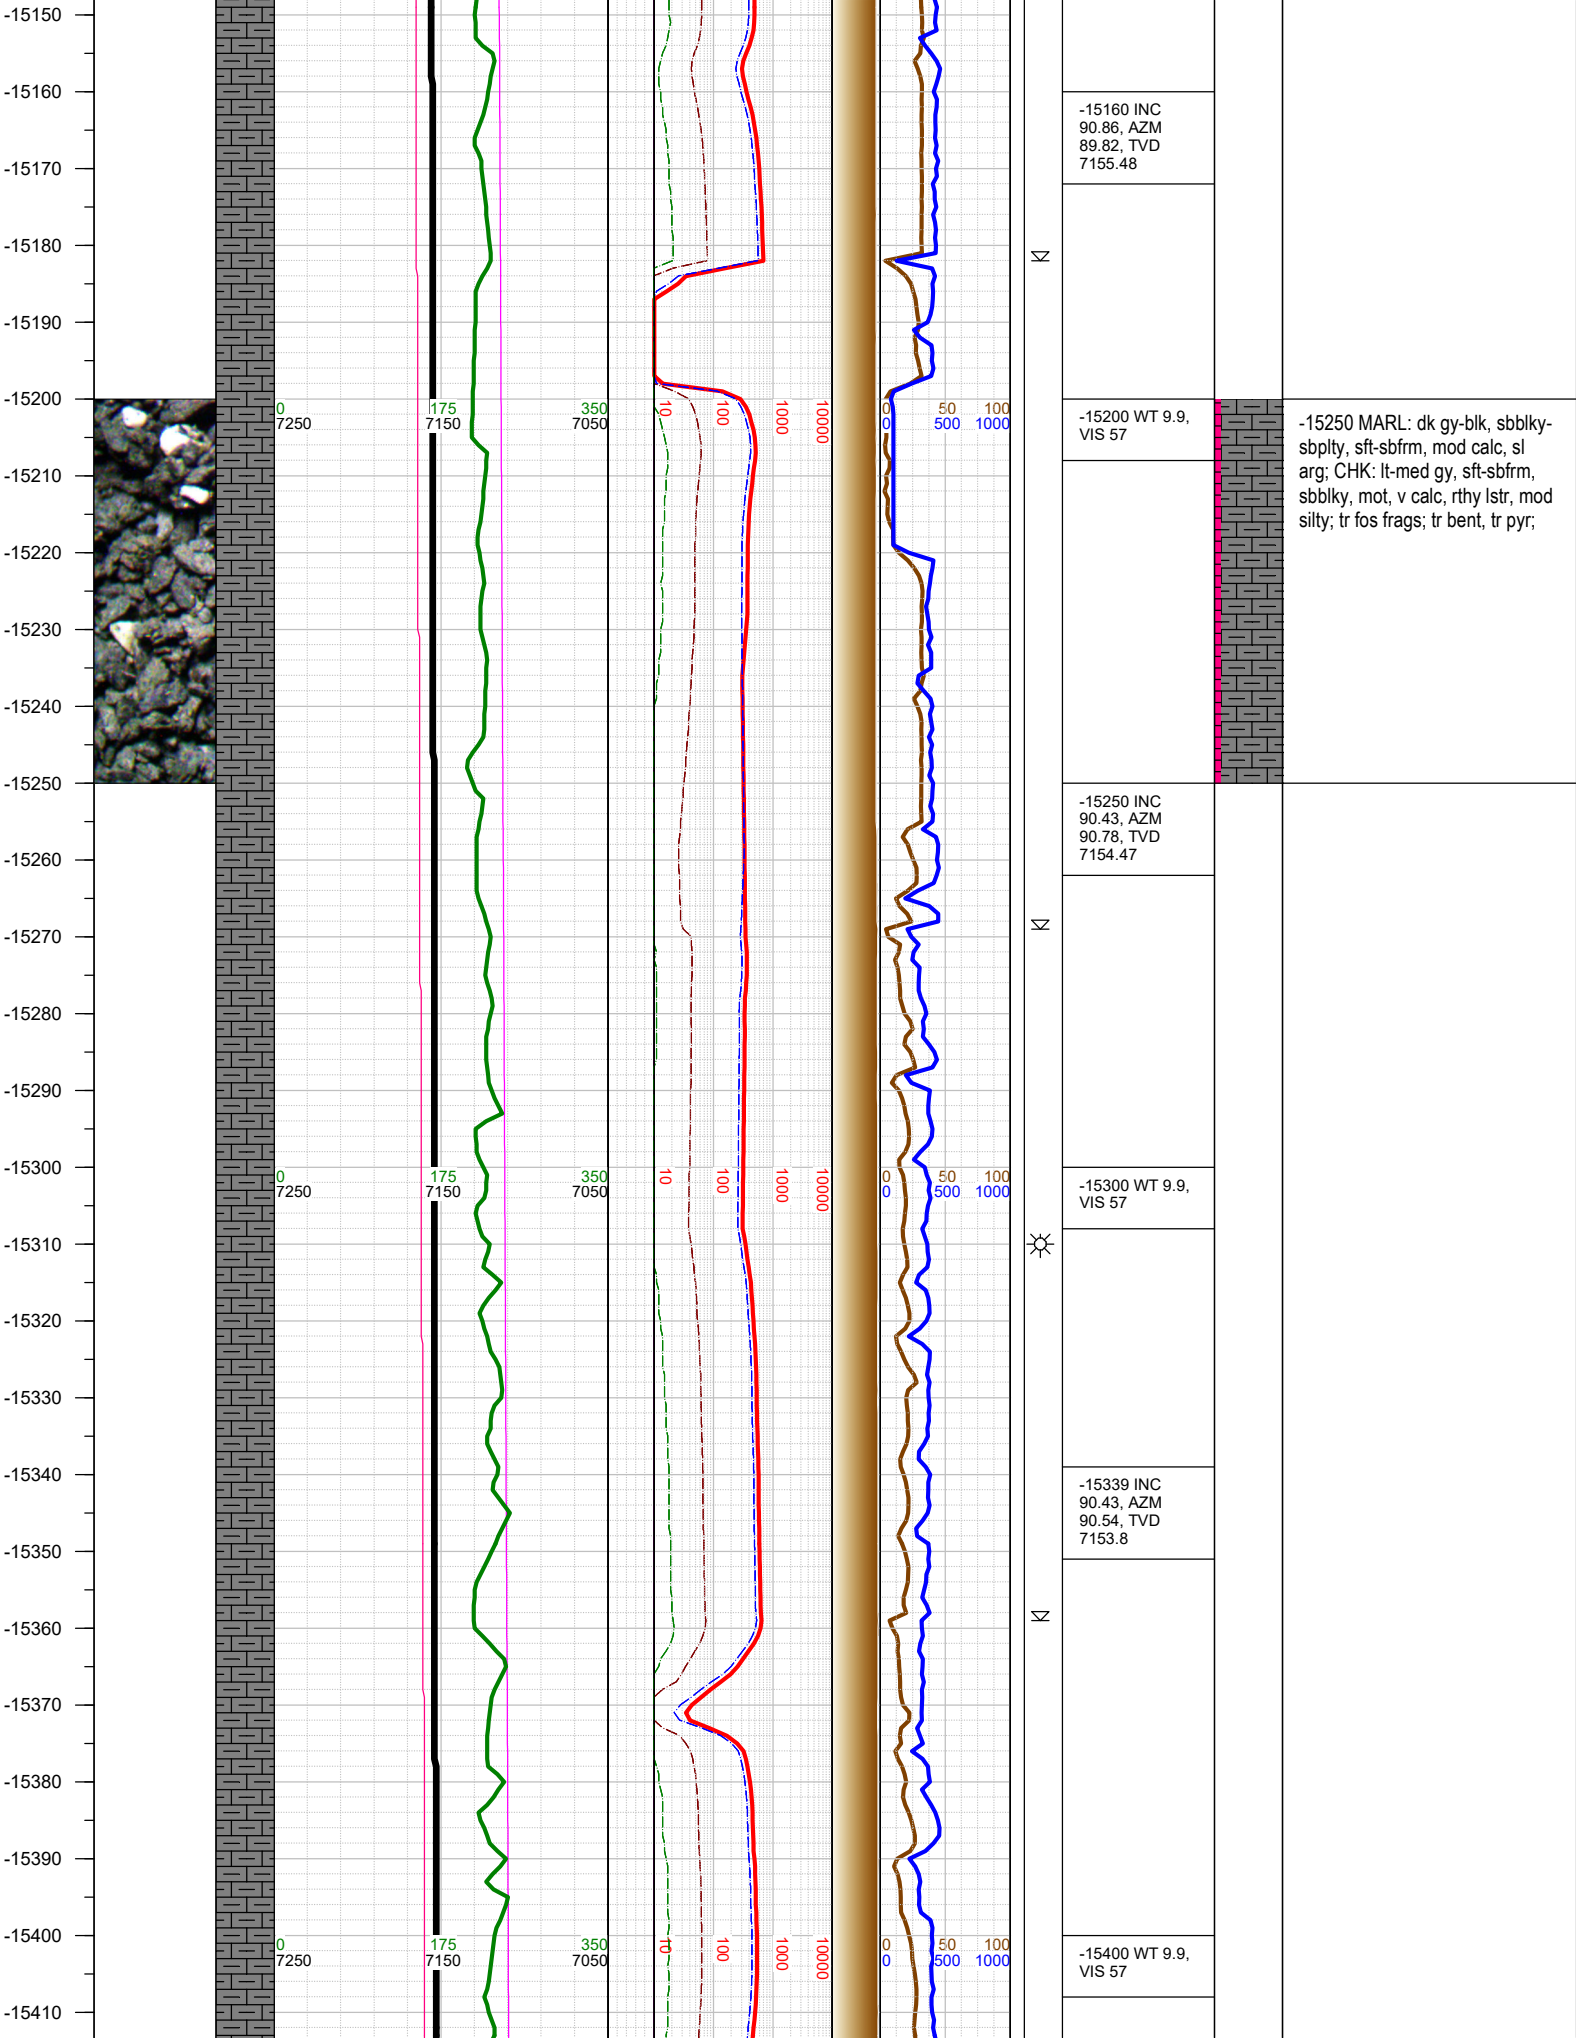 -15150
-15160
-15170
-15180
-15190
-15200
-15210
-15220
-15230
-15240
-15250
-15260
-15270
-15280
-15290
-15300
-15310
-15320
-15330
-15340
-15350
-15360
-15370
-15380
-15390
-15400
-15410
0 175 350
7250 7150 7050
10 100 1000 10000
0 50 100
0 500 1000
0 175 350
7250 7150 7050
10 100 1000 10000
0 50 100
0 500 1000
0 175 350
7250 7150 7050
10 100 1000 10000
0 50 100
0 500 1000
-15160 INC
90.86, AZM
89.82, TVD
7155.48
-15200 WT 9.9,
VIS 57
-15250 INC
90.43, AZM
90.78, TVD
7154.47
-15300 WT 9.9,
VIS 57
-15339 INC
90.43, AZM
90.54, TVD
7153.8
-15400 WT 9.9,
VIS 57
-15250 MARL: dk gy-blk, sbblky-
sbplty, sft-sbfrm, mod calc, sl
arg; CHK: lt-med gy, sft-sbfrm,
sbblky, mot, v calc, rthy lstr, mod
silty; tr fos frags; tr bent, tr pyr;